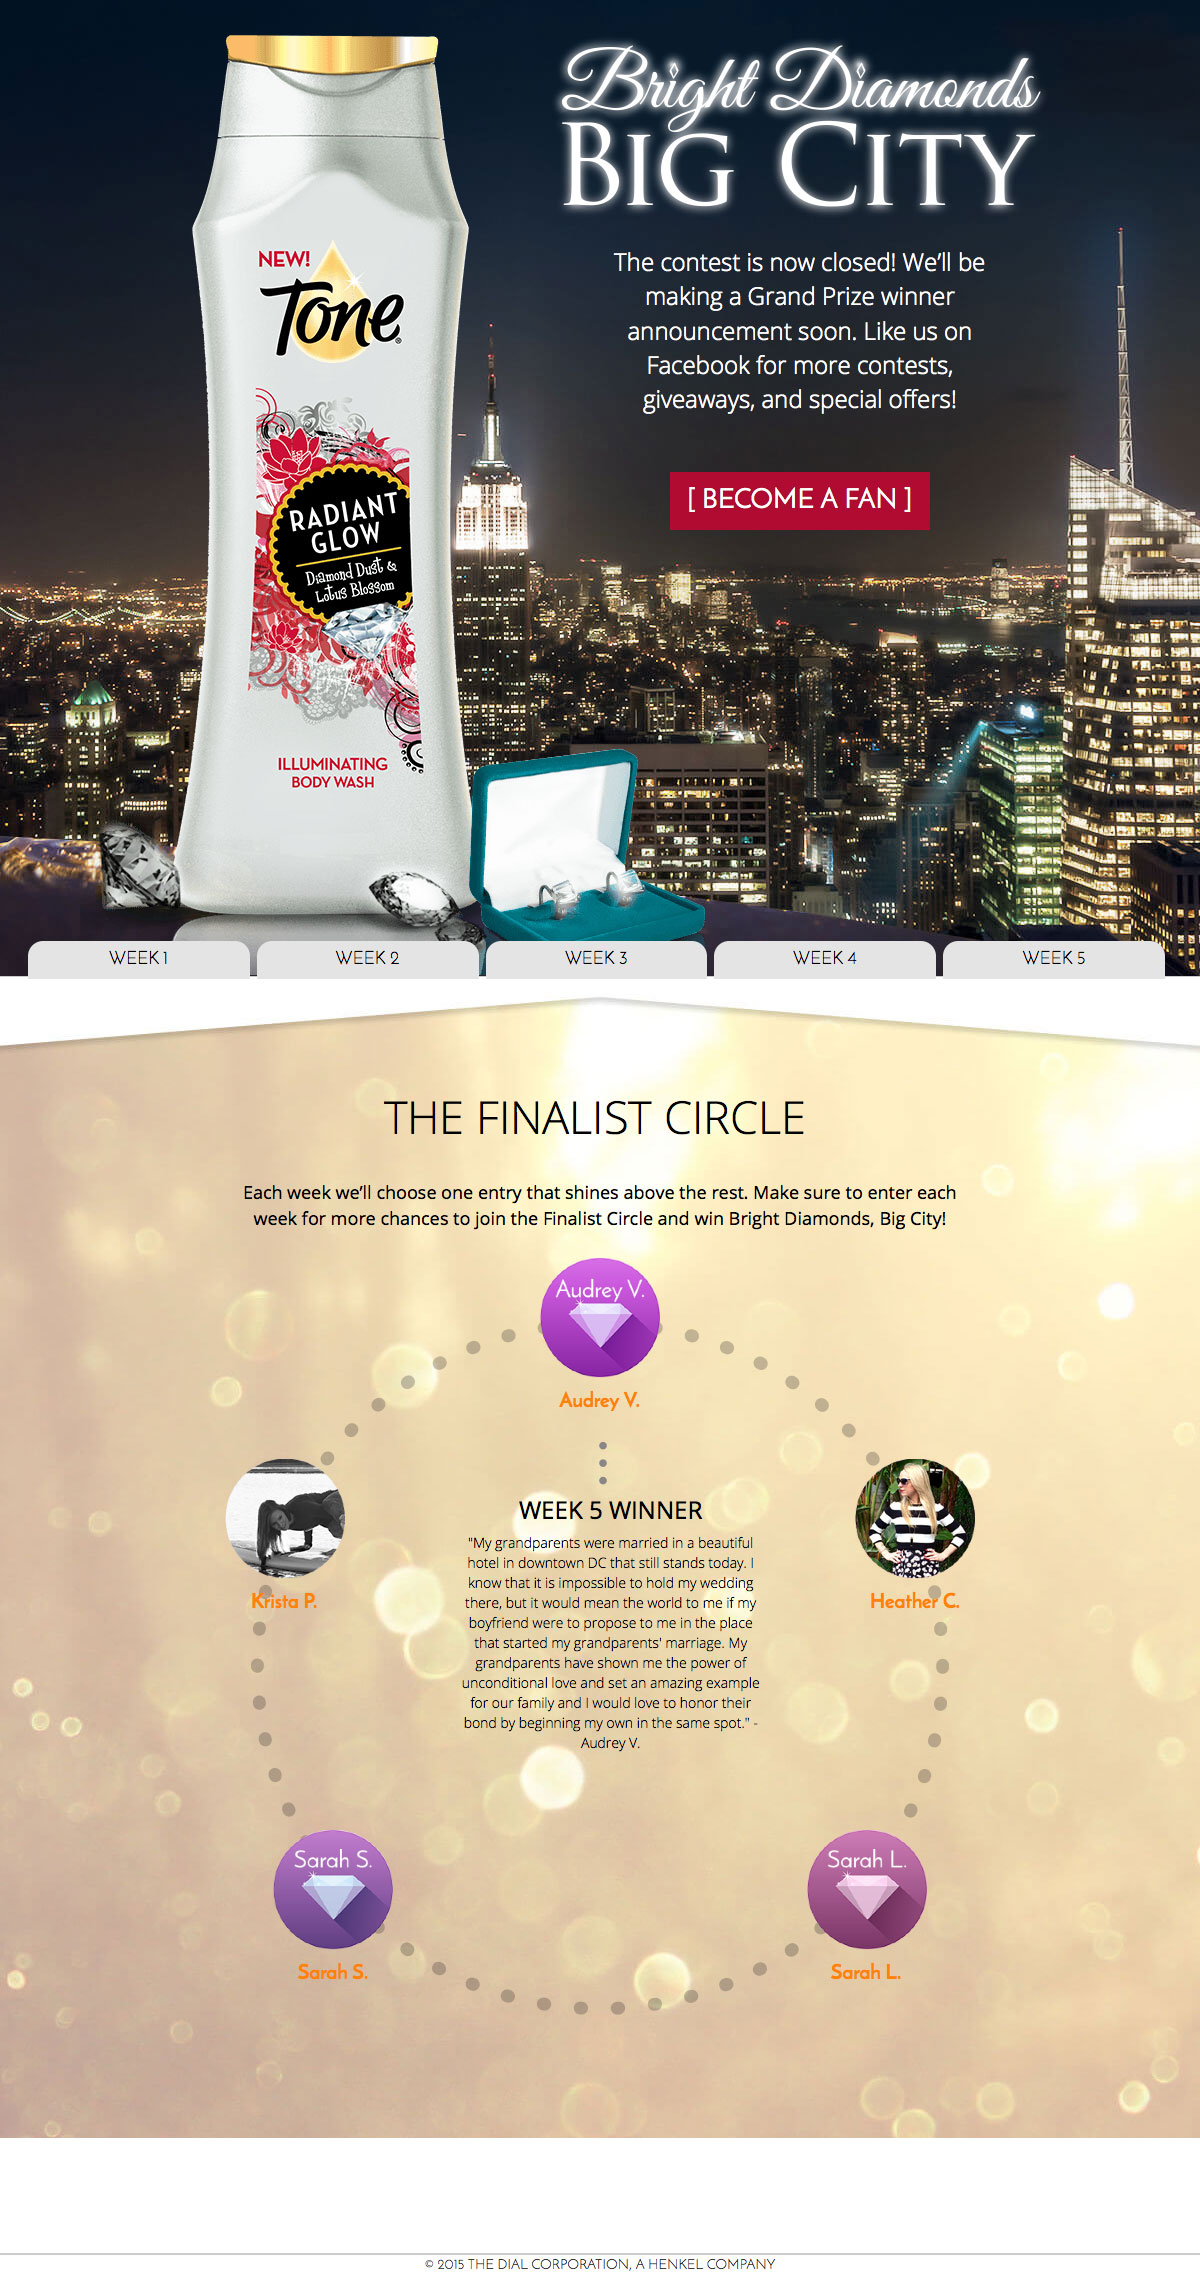 Bright Diamonds
BIG CITY
The contest is now closed! We'll be
making a Grand Prize winner
announcement soon. Like us on
Facebook for more contests,
giveaways, and special offers!
[ BECOME A FAN ]
NEW!
Tone®
RADIANT
GLOW
Diamond Dust &
Lotus Blossom
ILLUMINATING
BODY WASH
WEEK 1
WEEK 2
WEEK 3
WEEK 4
WEEK 5
THE FINALIST CIRCLE
Each week we'll choose one entry that shines above the rest. Make sure to enter each
week for more chances to join the Finalist Circle and win Bright Diamonds, Big City!
Audrey V.
Audrey V.
Krista P.
Heather C.
WEEK 5 WINNER
"My grandparents were married in a beautiful
hotel in downtown DC that still stands today. I
know that it is impossible to hold my wedding
there, but it would mean the world to me if my
boyfriend were to propose to me in the place
that started my grandparents' marriage. My
grandparents have shown me the power of
unconditional love and set an amazing example
for our family and I would love to honor their
bond by beginning my own in the same spot." -
Audrey V.
Sarah S.
Sarah S.
Sarah L.
Sarah L.
© 2015 THE DIAL CORPORATION, A HENKEL COMPANY